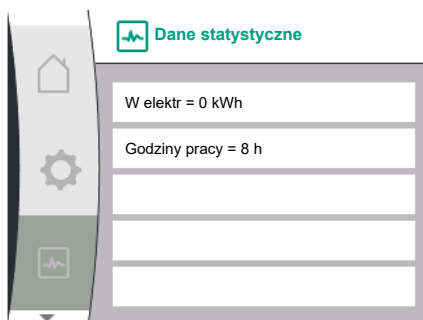 Dane statystyczne
W elektr = 0 kWh
Godziny pracy = 8 h